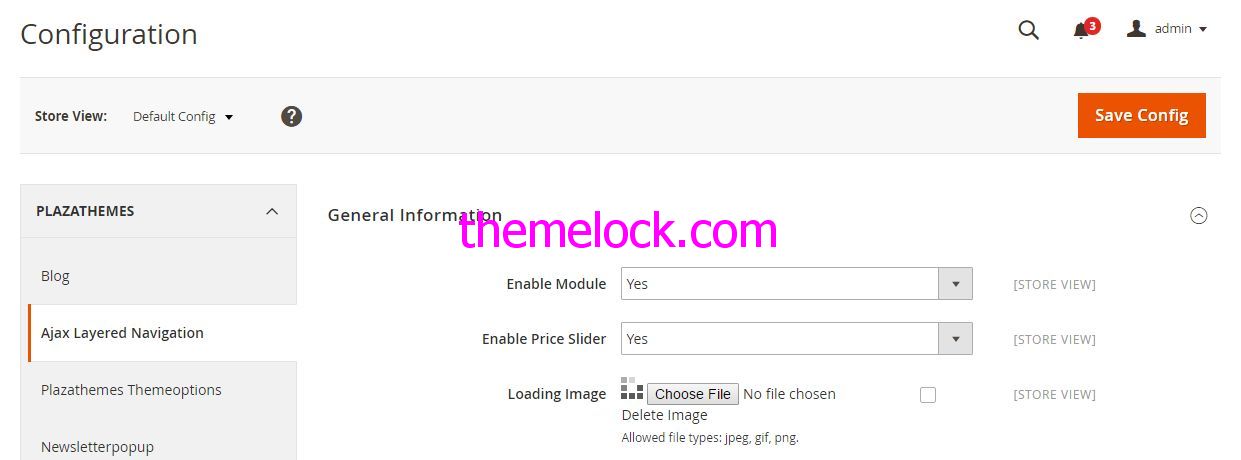 Configuration
3
admin
Store View: Default Config ?
Save Config
PLAZATHEMES
General Information
themelock.com
Blog
Enable Module Yes [STORE VIEW]
Ajax Layered Navigation
Enable Price Slider Yes [STORE VIEW]
Plazathemes Themeoptions
Loading Image Choose File No file chosen [STORE VIEW]
Delete Image
Allowed file types: jpeg, gif, png.
Newsletterpopup